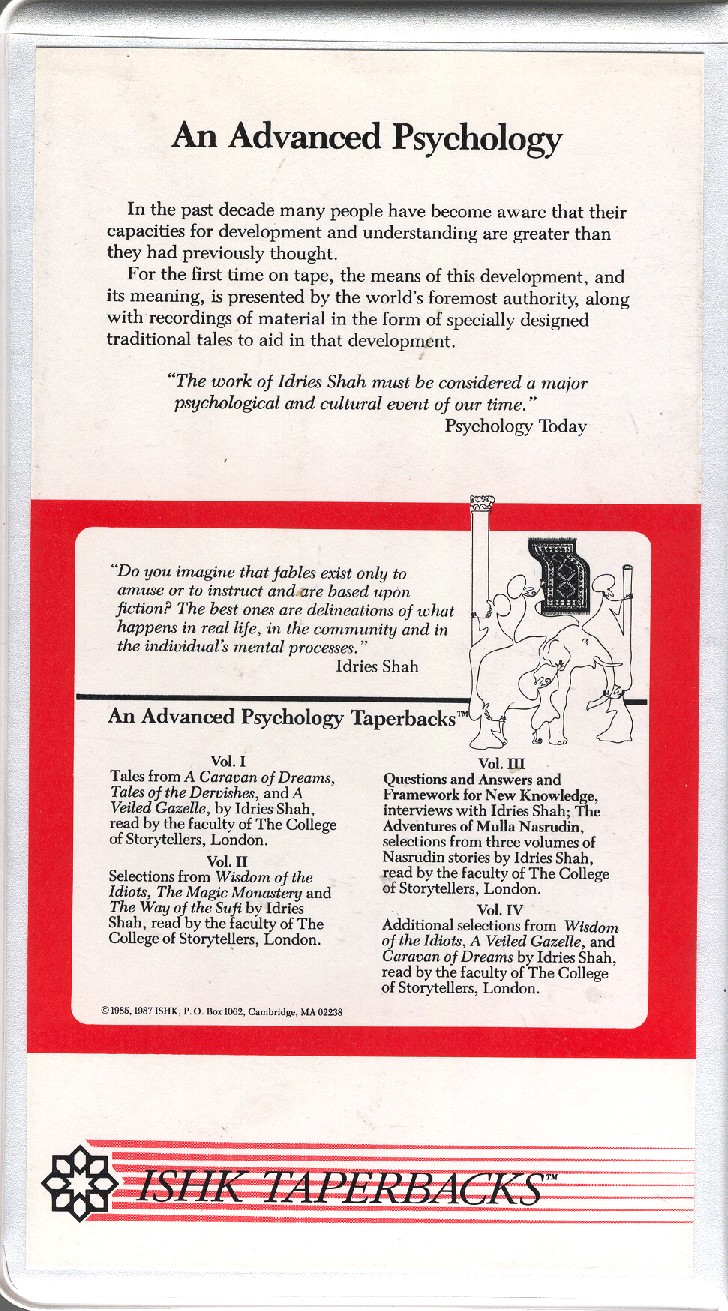 An Advanced Psychology
In the past decade many people have become aware that their
capacities for development and understanding are greater than
they had previously thought.
For the first time on tape, the means of this development, and
its meaning, is presented by the world's foremost authority, along
with recordings of material in the form of specially designed
traditional tales to aid in that development.
"The work of Idries Shah must be considered a major
psychological and cultural event of our time."
Psychology Today
"Do you imagine that fables exist only to
amuse or to instruct and are based upon
fiction? The best ones are delineations of what
happens in real life, in the community and in
the individual's mental processes."
Idries Shah
An Advanced Psychology Taperbacks™
Vol. I
Tales from A Caravan of Dreams,
Tales of the Dervishes, and A
Veiled Gazelle, by Idries Shah,
read by the faculty of The College
of Storytellers, London.
Vol. II
Selections from Wisdom of the
Idiots, The Magic Monastery and
The Way of the Sufi by Idries
Shah, read by the faculty of The
College of Storytellers, London.
Vol. III
Questions and Answers and
Framework for New Knowledge,
interviews with Idries Shah; The
Adventures of Mulla Nasrudin,
selections from three volumes of
Nasrudin stories by Idries Shah,
read by the faculty of The College
of Storytellers, London.
Vol. IV
Additional selections from Wisdom
of the Idiots, A Veiled Gazelle, and
Caravan of Dreams by Idries Shah,
read by the faculty of The College
of Storytellers, London.
© 1985, 1987 ISHK, P.O. Box 1062, Cambridge, MA 02238
ISHK TAPERBACKS™